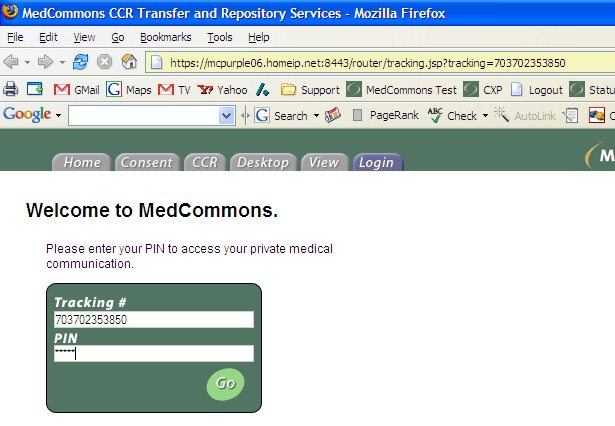 MedCommons CCR Transfer and Repository Services - Mozilla Firefox
File Edit View Go Bookmarks Tools Help
https://mcpurple06.homeip.net:8443/router/tracking.jsp?tracking=703702353850
GMail Maps TV Yahoo Support MedCommons Test CXP Logout Statu
Google Search PageRank ABC Check AutoLink
Home Consent CCR Desktop View Login
Welcome to MedCommons.
Please enter your PIN to access your private medical
communication.
Tracking #
703702353850
PIN
*****
Go